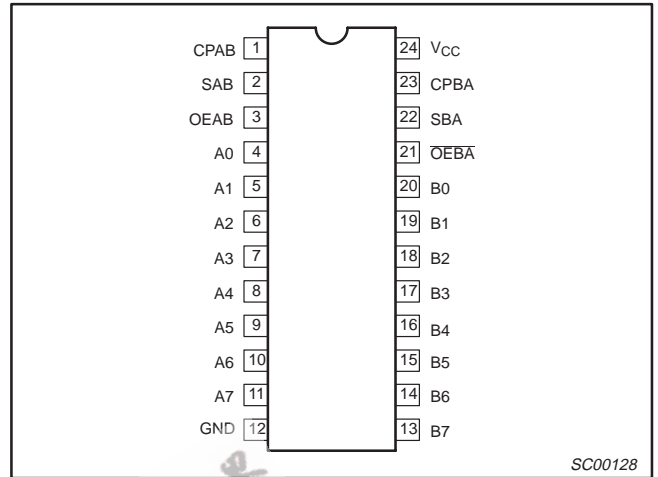 CPAB 1 24 VCC
SAB 2 23 CPBA
OEAB 3 22 SBA
A0 4 21 OEBA
A1 5 20 B0
A2 6 19 B1
A3 7 18 B2
A4 8 17 B3
A5 9 16 B4
A6 10 15 B5
A7 11 14 B6
GND 12 13 B7
SC00128